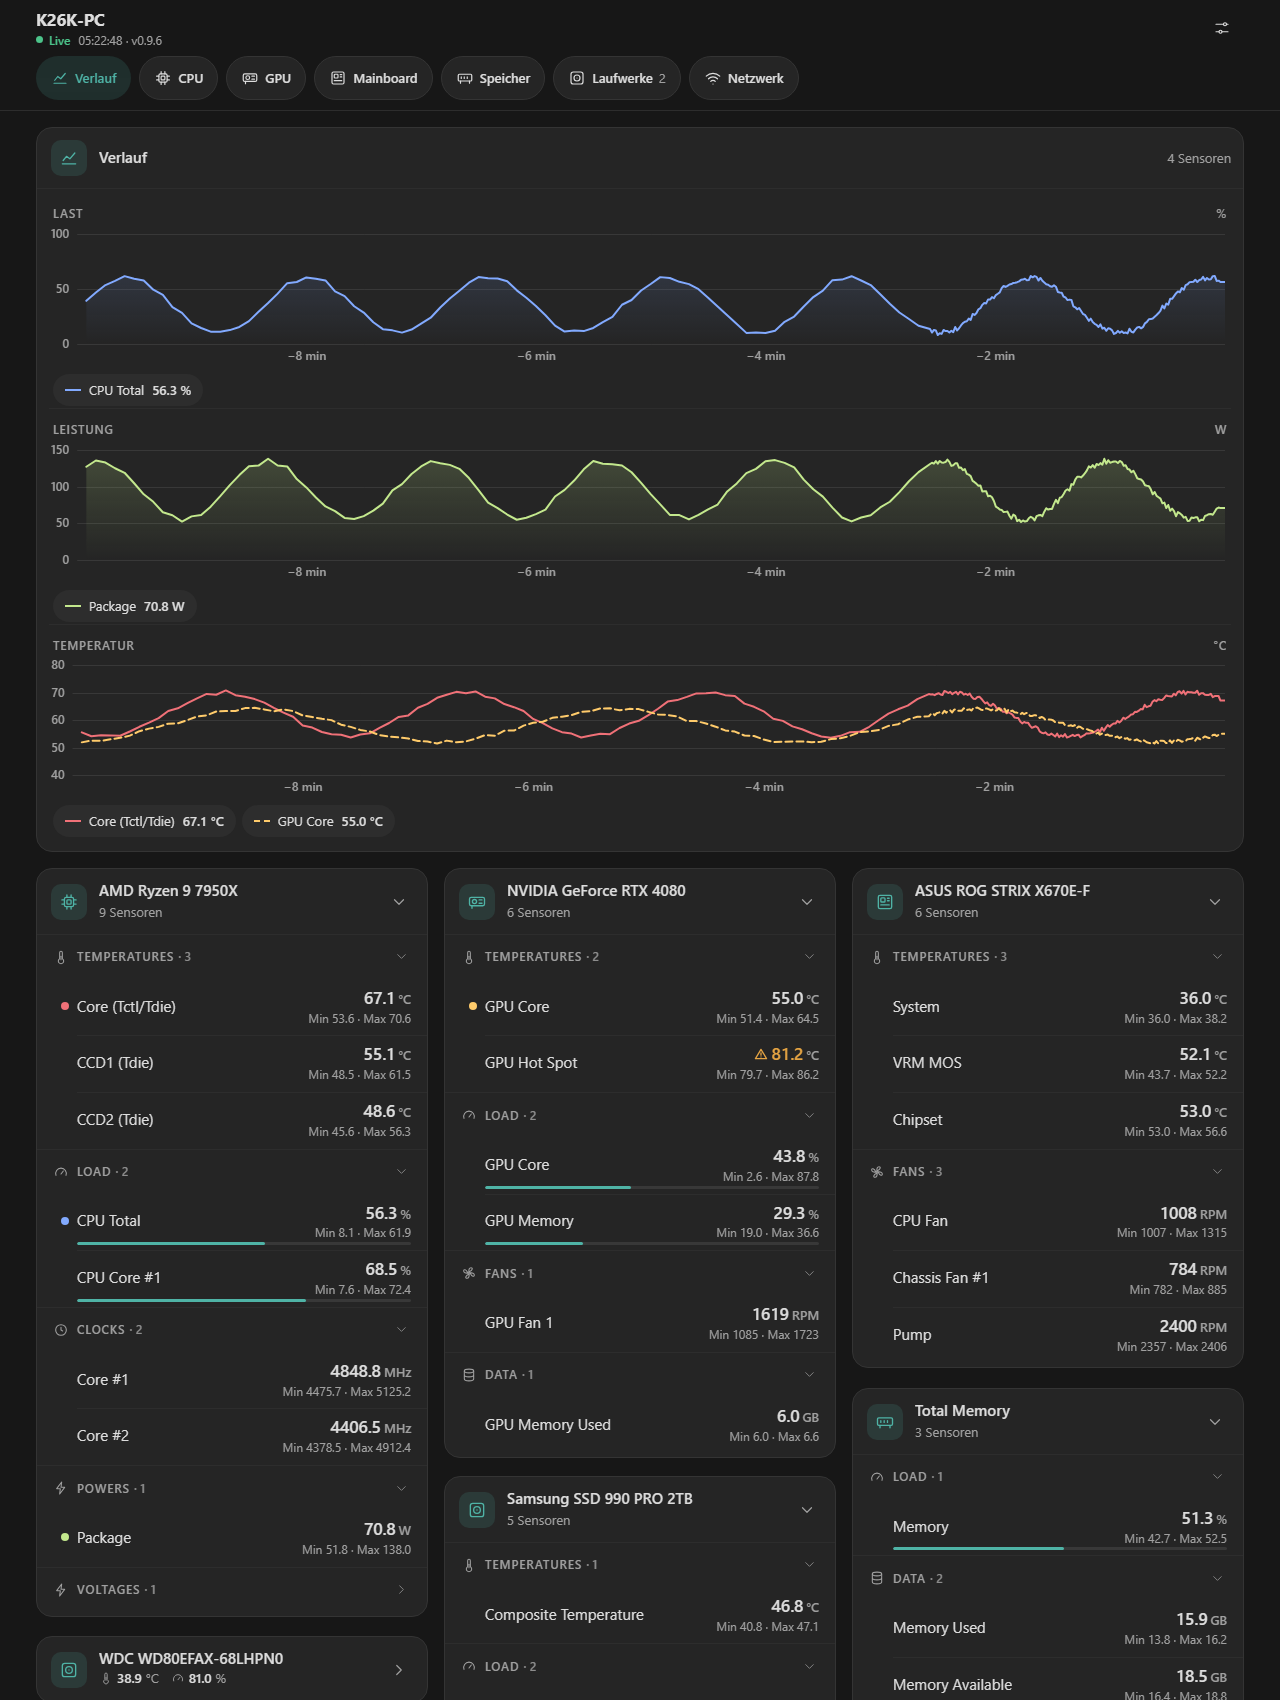 K26K-PC
Live 05:22:48 · v0.9.6
Verlauf
CPU
GPU
Mainboard
Speicher
Laufwerke 2
Netzwerk
Verlauf
4 Sensoren
LAST
%
100
50
0
−8 min
−6 min
−4 min
−2 min
CPU Total 56.3 %
LEISTUNG
W
150
100
50
0
−8 min
−6 min
−4 min
−2 min
Package 70.8 W
TEMPERATUR
°C
80
70
60
50
40
−8 min
−6 min
−4 min
−2 min
Core (Tctl/Tdie) 67.1 °C
GPU Core 55.0 °C
AMD Ryzen 9 7950X
9 Sensoren
TEMPERATURES · 3
Core (Tctl/Tdie)
67.1 °C
Min 53.6 · Max 70.6
CCD1 (Tdie)
55.1 °C
Min 48.5 · Max 61.5
CCD2 (Tdie)
48.6 °C
Min 45.6 · Max 56.3
LOAD · 2
CPU Total
56.3 %
Min 8.1 · Max 61.9
CPU Core #1
68.5 %
Min 7.6 · Max 72.4
CLOCKS · 2
Core #1
4848.8 MHz
Min 4475.7 · Max 5125.2
Core #2
4406.5 MHz
Min 4378.5 · Max 4912.4
POWERS · 1
Package
70.8 W
Min 51.8 · Max 138.0
VOLTAGES · 1
WDC WD80EFAX-68LHPN0
38.9 °C 81.0 %
NVIDIA GeForce RTX 4080
6 Sensoren
TEMPERATURES · 2
GPU Core
55.0 °C
Min 51.4 · Max 64.5
GPU Hot Spot
81.2 °C
Min 79.7 · Max 86.2
LOAD · 2
GPU Core
43.8 %
Min 2.6 · Max 87.8
GPU Memory
29.3 %
Min 19.0 · Max 36.6
FANS · 1
GPU Fan 1
1619 RPM
Min 1085 · Max 1723
DATA · 1
GPU Memory Used
6.0 GB
Min 6.0 · Max 6.6
Samsung SSD 990 PRO 2TB
5 Sensoren
TEMPERATURES · 1
Composite Temperature
46.8 °C
Min 40.8 · Max 47.1
LOAD · 2
ASUS ROG STRIX X670E-F
6 Sensoren
TEMPERATURES · 3
System
36.0 °C
Min 36.0 · Max 38.2
VRM MOS
52.1 °C
Min 43.7 · Max 52.2
Chipset
53.0 °C
Min 53.0 · Max 56.6
FANS · 3
CPU Fan
1008 RPM
Min 1007 · Max 1315
Chassis Fan #1
784 RPM
Min 782 · Max 885
Pump
2400 RPM
Min 2357 · Max 2406
Total Memory
3 Sensoren
LOAD · 1
Memory
51.3 %
Min 42.7 · Max 52.5
DATA · 2
Memory Used
15.9 GB
Min 13.8 · Max 16.2
Memory Available
18.5 GB
Min 16.4 · Max 18.8